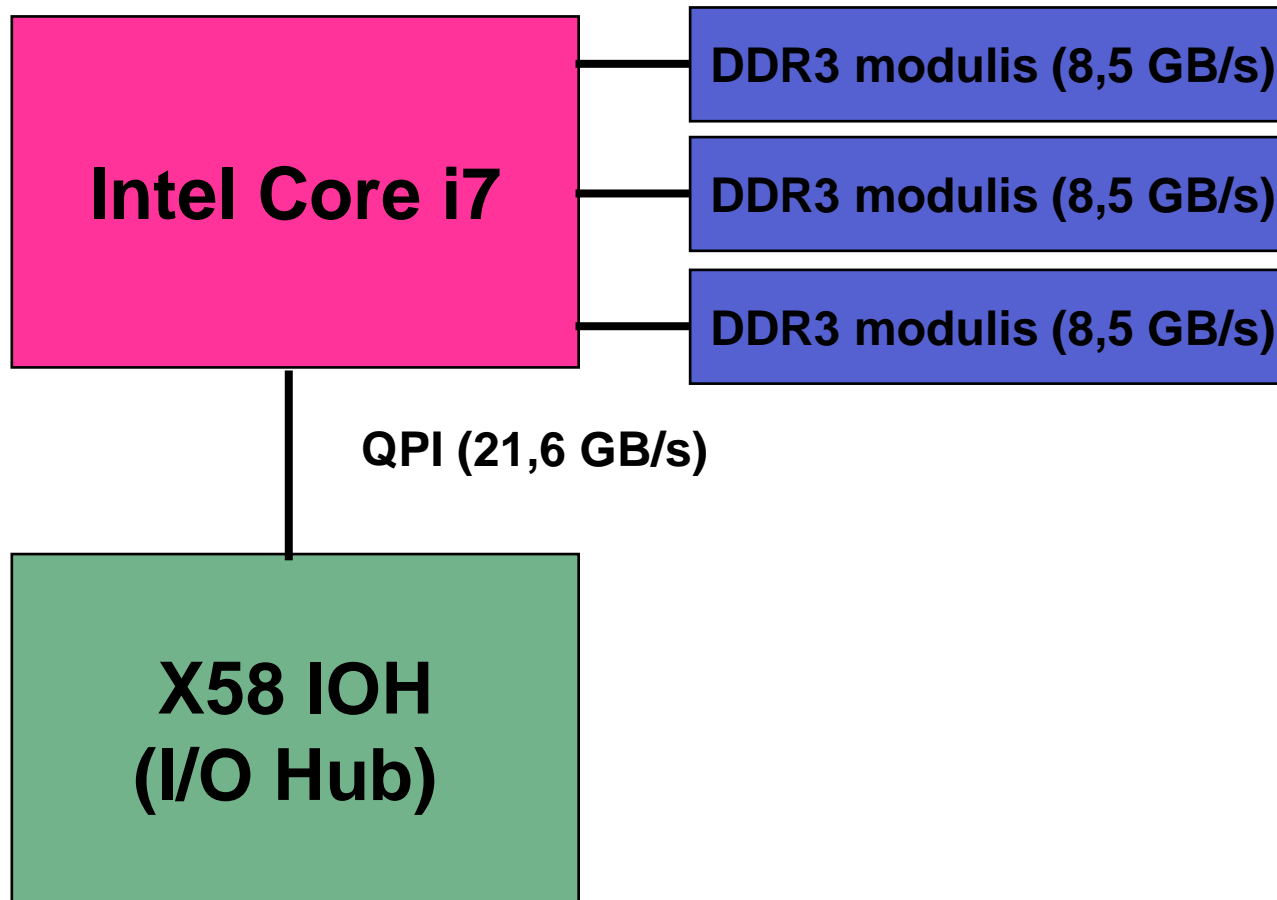 Intel Core i7
DDR3 modulis (8,5 GB/s)
DDR3 modulis (8,5 GB/s)
DDR3 modulis (8,5 GB/s)
QPI (21,6 GB/s)
X58 IOH
(I/O Hub)